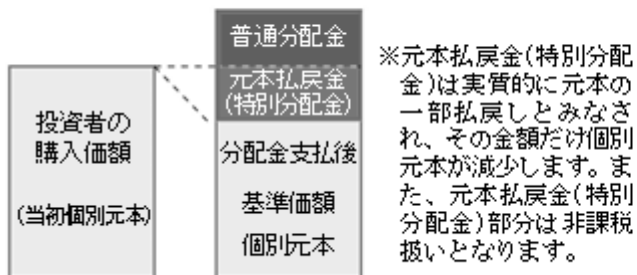 投資者の
購入価額
(当初個別元本)
普通分配金
元本払戻金
(特別分配金)
分配金支払後
基準価額
個別元本
※元本払戻金(特別分配
金)は実質的に元本の
一部払戻しとみなさ
れ、その金額だけ個別
元本が減少します。ま
た、元本払戻金(特別
分配金)部分は非課税
扱いとなります。